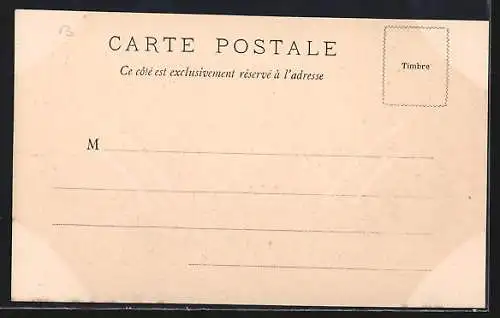 CARTE POSTALE
Ce côté est exclusivement réservé à l'adresse
Timbre
M